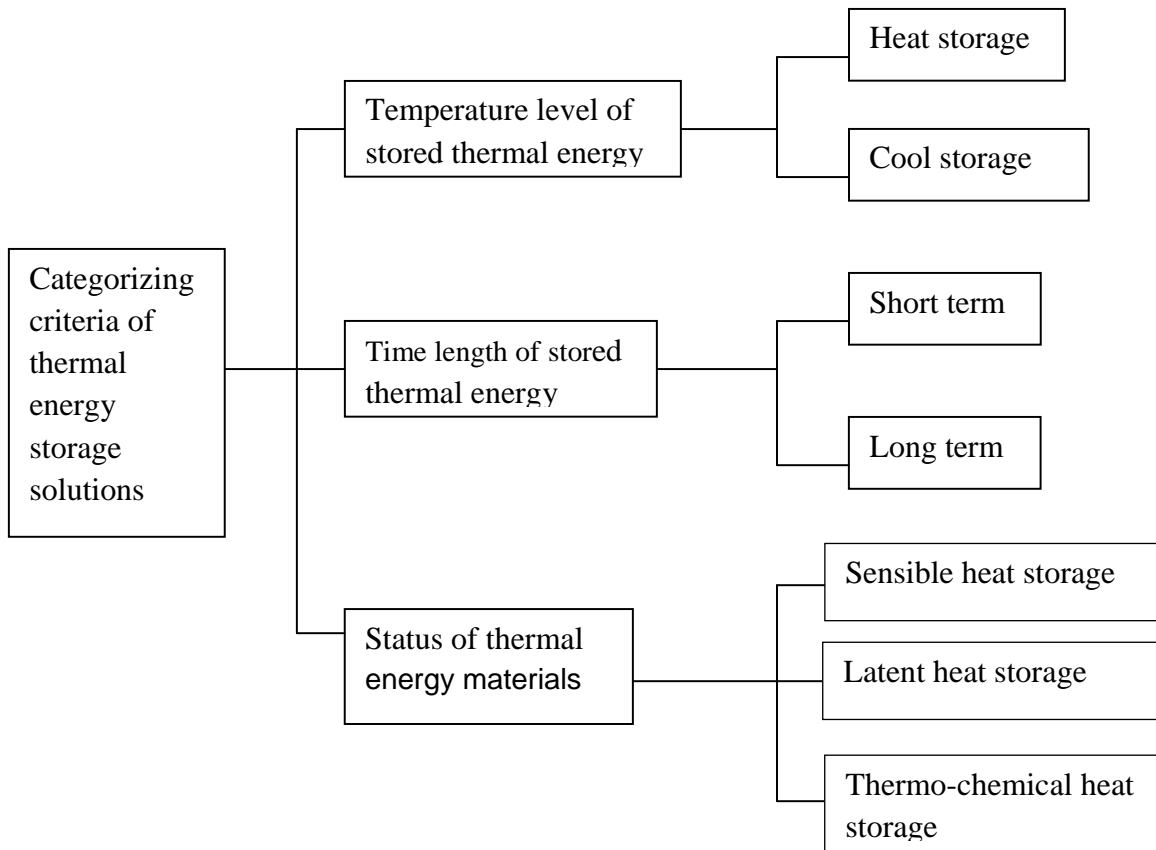 Categorizing
criteria of
thermal
energy
storage
solutions
Temperature level of
stored thermal energy
Heat storage
Cool storage
Time length of stored
thermal energy
Short term
Long term
Status of thermal
energy materials
Sensible heat storage
Latent heat storage
Thermo-chemical heat
storage